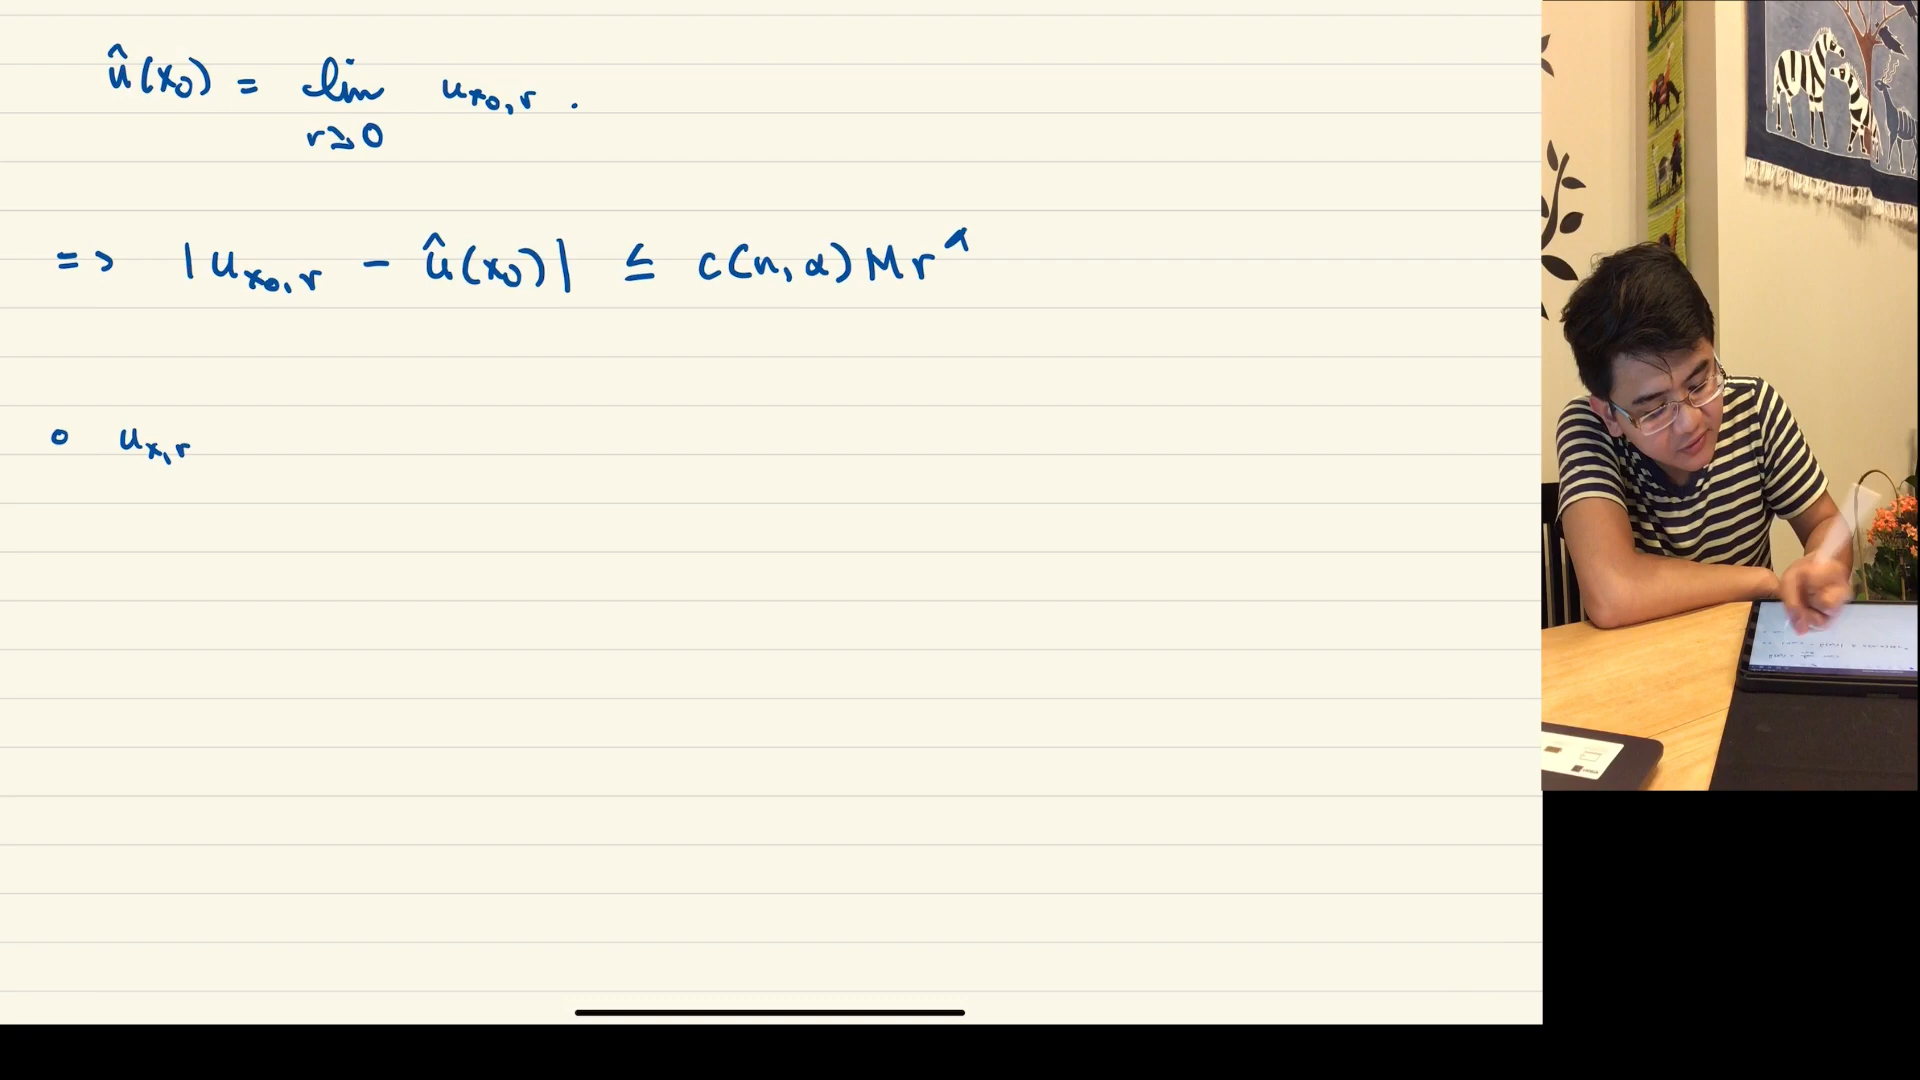 û(x₀) = lim u_{x₀,r} .
r↘0
=> |u_{x₀,r} - û(x₀)| ≤ c(n,α) M r^α
o u_{x,r}